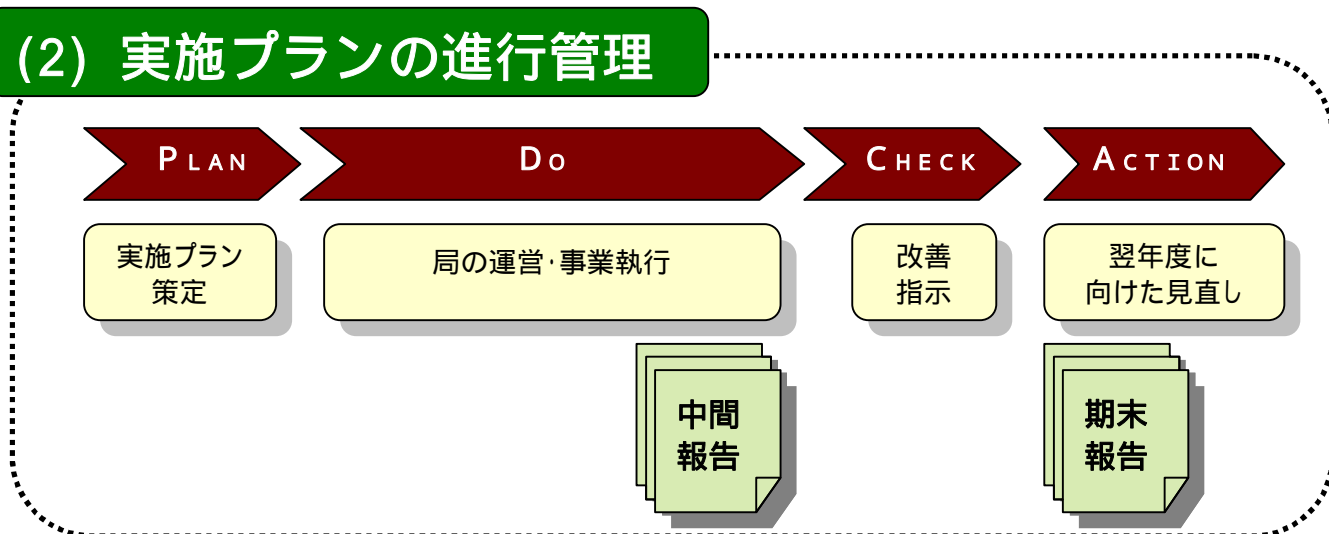 (2) 実施プランの進行管理
PLAN
DO
CHECK
ACTION
実施プラン
策定
局の運営･事業執行
改善
指示
翌年度に
向けた見直し
中間
報告
期末
報告